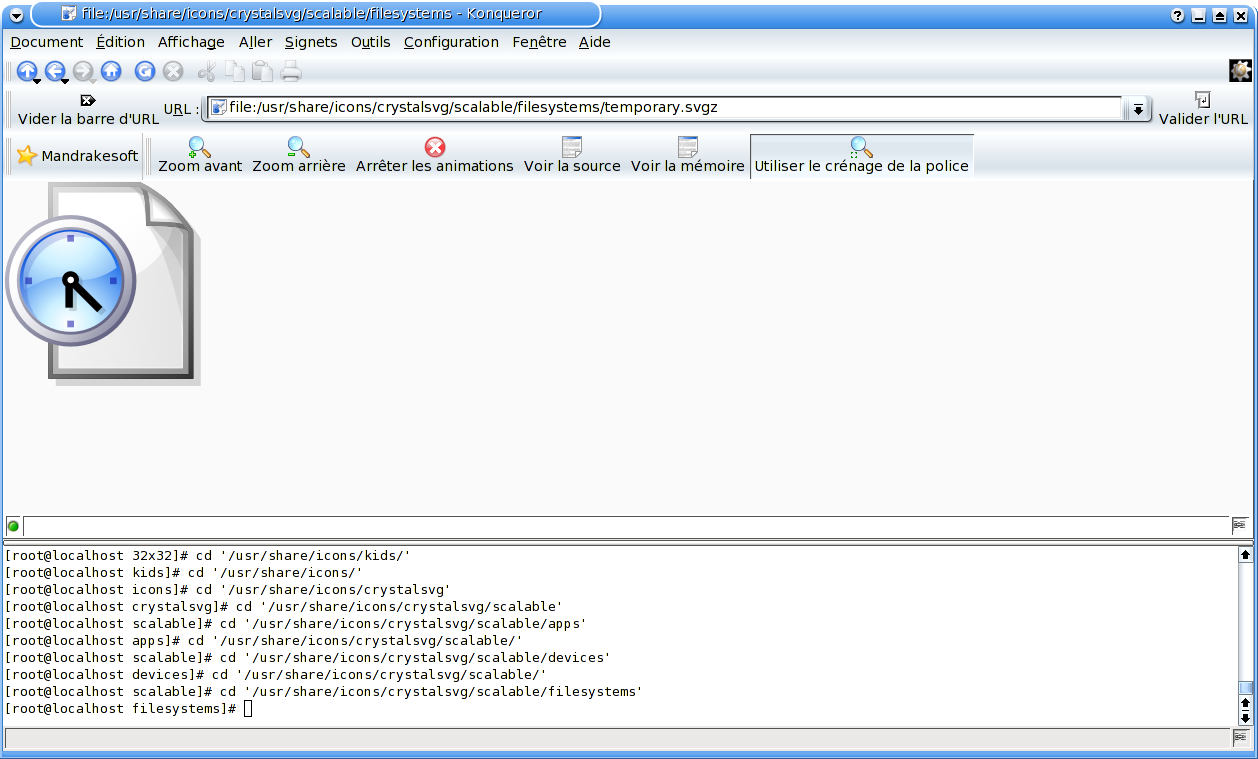 file:/usr/share/icons/crystalsvg/scalable/filesystems - Konqueror
Document Édition Affichage Aller Signets Outils Configuration Fenêtre Aide
Vider la barre d'URL URL : file:/usr/share/icons/crystalsvg/scalable/filesystems/temporary.svgz Valider l'URL
Mandrakesoft Zoom avant Zoom arrière Arrêter les animations Voir la source Voir la mémoire Utiliser le crénage de la police
[root@localhost 32x32]# cd '/usr/share/icons/kids/'
[root@localhost kids]# cd '/usr/share/icons/'
[root@localhost icons]# cd '/usr/share/icons/crystalsvg'
[root@localhost crystalsvg]# cd '/usr/share/icons/crystalsvg/scalable'
[root@localhost scalable]# cd '/usr/share/icons/crystalsvg/scalable/apps'
[root@localhost apps]# cd '/usr/share/icons/crystalsvg/scalable/'
[root@localhost scalable]# cd '/usr/share/icons/crystalsvg/scalable/devices'
[root@localhost devices]# cd '/usr/share/icons/crystalsvg/scalable/'
[root@localhost scalable]# cd '/usr/share/icons/crystalsvg/scalable/filesystems'
[root@localhost filesystems]#